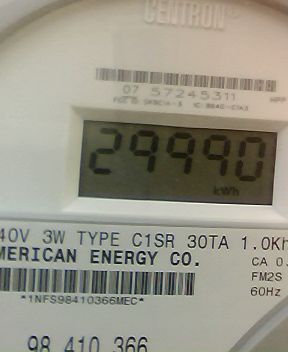 CENTRON®
07 57245311
29990
kWh
40V 3W TYPE C1SR 30TA 1.0Kh
MERICAN ENERGY CO.
CA 0.
FM2S
60Hz
*1NFS98410366MEC*
98 410 366